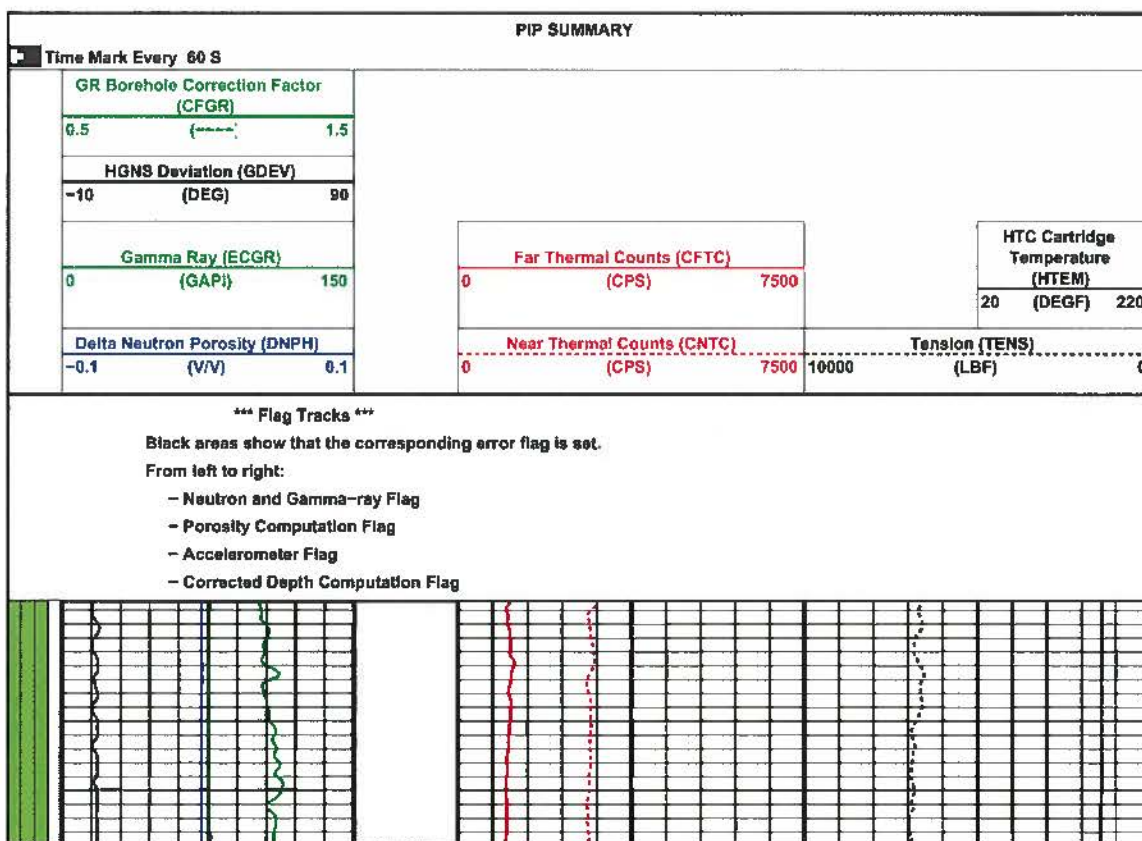 PIP SUMMARY
Time Mark Every 60 S
GR Borehole Correction Factor
(CFGR)
0.5 (----) 1.5
HGNS Deviation (GDEV)
-10 (DEG) 90
Gamma Ray (ECGR)
0 (GAPI) 150
Far Thermal Counts (CFTC)
0 (CPS) 7500
HTC Cartridge
Temperature
(HTEM)
20 (DEGF) 220
Delta Neutron Porosity (DNPH)
-0.1 (V/V) 0.1
Near Thermal Counts (CNTC)
0 (CPS) 7500
Tension (TENS)
10000 (LBF) 0
*** Flag Tracks ***
Black areas show that the corresponding error flag is set.
From left to right:
- Neutron and Gamma-ray Flag
- Porosity Computation Flag
- Accelerometer Flag
- Corrected Depth Computation Flag